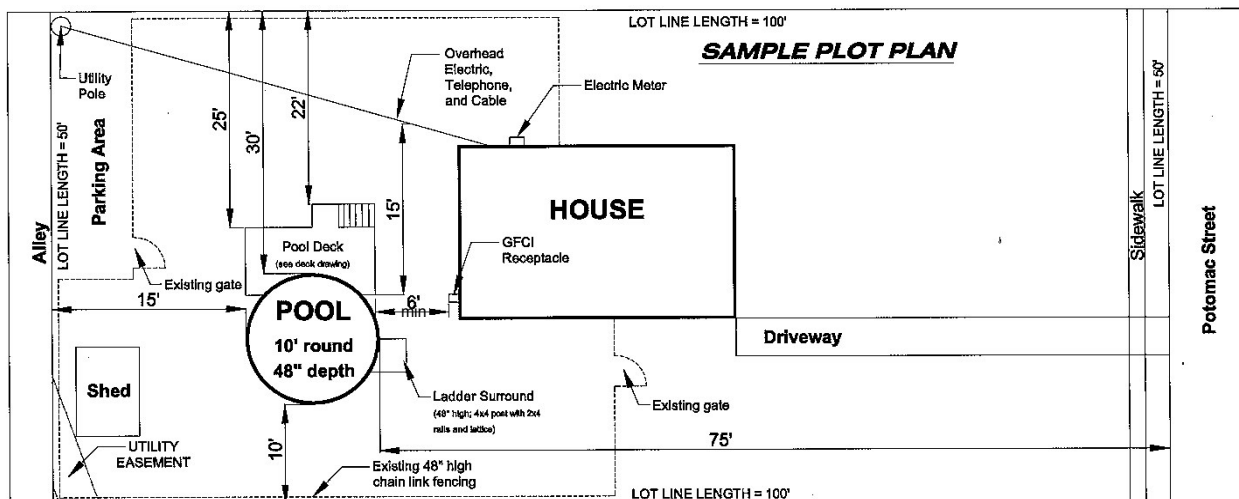 LOT LINE LENGTH = 100'
SAMPLE PLOT PLAN
Overhead
Electric,
Telephone,
and Cable
Electric Meter
Utility
Pole
Parking Area
LOT LINE LENGTH = 50'
Alley
25'
30'
22'
15'
HOUSE
GFCI
Receptacle
Pool Deck
(see deck drawing)
Existing gate
15'
6'
min
POOL
10' round
48" depth
Shed
Ladder Surround
(48" high; 4x4 post with 2x4
rails and lattice)
Existing gate
Driveway
Sidewalk
LOT LINE LENGTH = 50'
Potomac Street
75'
10'
UTILITY
EASEMENT
Existing 48" high
chain link fencing
LOT LINE LENGTH = 100'